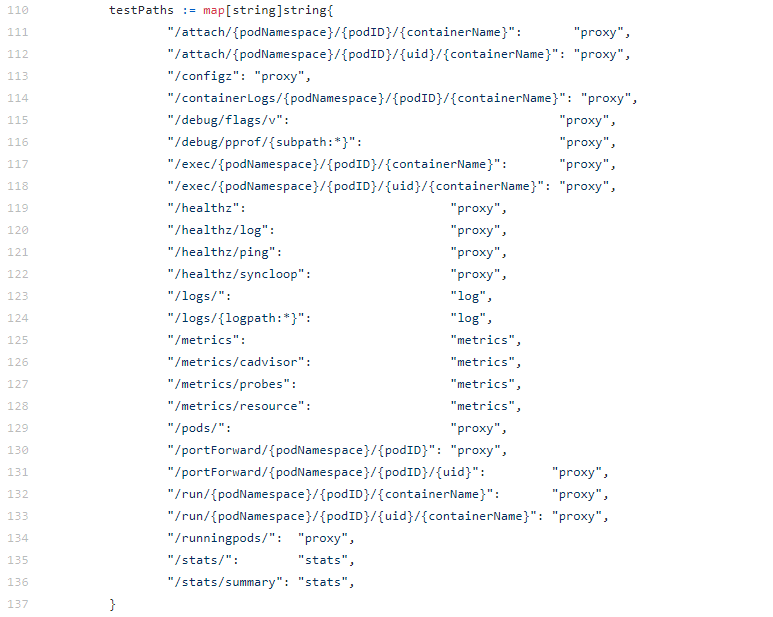 110 testPaths := map[string]string{
111 "/attach/{podNamespace}/{podID}/{containerName}": "proxy",
112 "/attach/{podNamespace}/{podID}/{uid}/{containerName}": "proxy",
113 "/configz": "proxy",
114 "/containerLogs/{podNamespace}/{podID}/{containerName}": "proxy",
115 "/debug/flags/v": "proxy",
116 "/debug/pprof/{subpath:*}": "proxy",
117 "/exec/{podNamespace}/{podID}/{containerName}": "proxy",
118 "/exec/{podNamespace}/{podID}/{uid}/{containerName}": "proxy",
119 "/healthz": "proxy",
120 "/healthz/log": "proxy",
121 "/healthz/ping": "proxy",
122 "/healthz/syncloop": "proxy",
123 "/logs/": "log",
124 "/logs/{logpath:*}": "log",
125 "/metrics": "metrics",
126 "/metrics/cadvisor": "metrics",
127 "/metrics/probes": "metrics",
128 "/metrics/resource": "metrics",
129 "/pods/": "proxy",
130 "/portForward/{podNamespace}/{podID}": "proxy",
131 "/portForward/{podNamespace}/{podID}/{uid}": "proxy",
132 "/run/{podNamespace}/{podID}/{containerName}": "proxy",
133 "/run/{podNamespace}/{podID}/{uid}/{containerName}": "proxy",
134 "/runningpods/": "proxy",
135 "/stats/": "stats",
136 "/stats/summary": "stats",
137 }